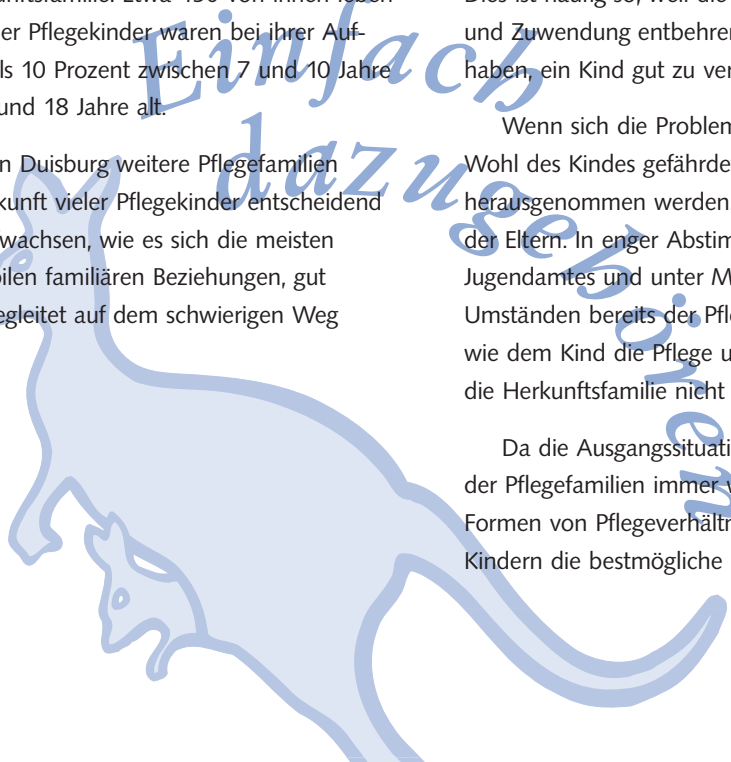 er Pflegekinder waren bei ihrer Auf-
ls 10 Prozent zwischen 7 und 10 Jahre
und 18 Jahre alt.
n Duisburg weitere Pflegefamilien
kunft vieler Pflegekinder entscheidend
wachsen, wie es sich die meisten
bilen familiären Beziehungen, gut
egleitet auf dem schwierigen Weg
und Zuwendung entbehren
haben, ein Kind gut zu ver
Wenn sich die Problem
Wohl des Kindes gefährde
herausgenommen werden.
der Eltern. In enger Abstim
Jugendamtes und unter M
Umständen bereits der Pfle
wie dem Kind die Pflege u
die Herkunftsfamilie nicht
Da die Ausgangssituati
der Pflegefamilien immer w
Formen von Pflegeverhältn
Kindern die bestmögliche
Einfach dazugehören